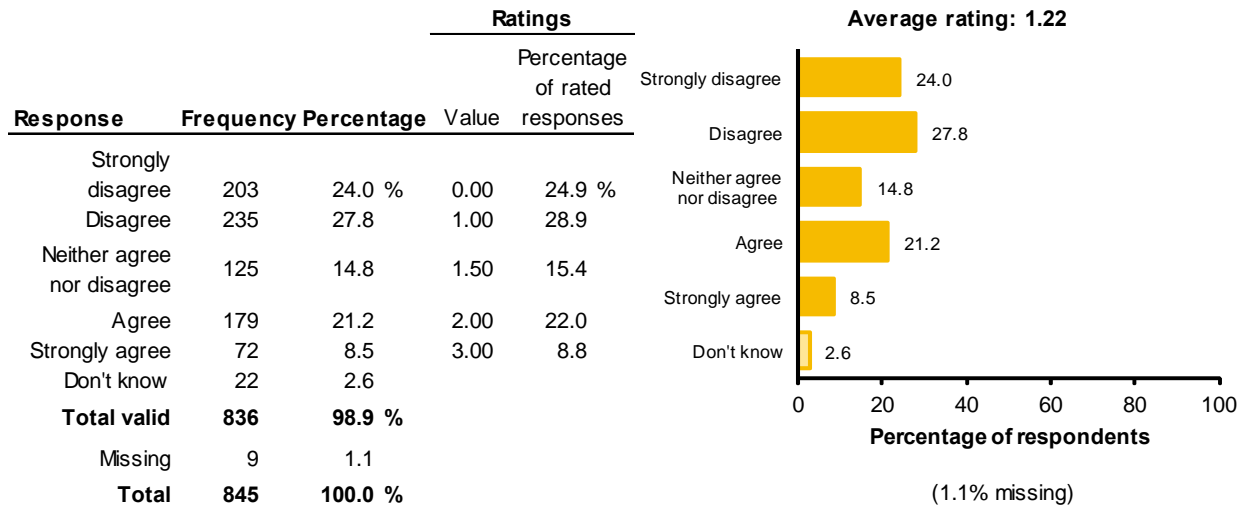 Ratings
Response Frequency Percentage Value Percentage of rated responses
Strongly disagree 203 24.0 % 0.00 24.9 %
Disagree 235 27.8 1.00 28.9
Neither agree nor disagree 125 14.8 1.50 15.4
Agree 179 21.2 2.00 22.0
Strongly agree 72 8.5 3.00 8.8
Don't know 22 2.6
Total valid 836 98.9 %
Missing 9 1.1
Total 845 100.0 %
Average rating: 1.22
Strongly disagree 24.0
Disagree 27.8
Neither agree
nor disagree 14.8
Agree 21.2
Strongly agree 8.5
Don't know 2.6
0 20 40 60 80 100
Percentage of respondents
(1.1% missing)